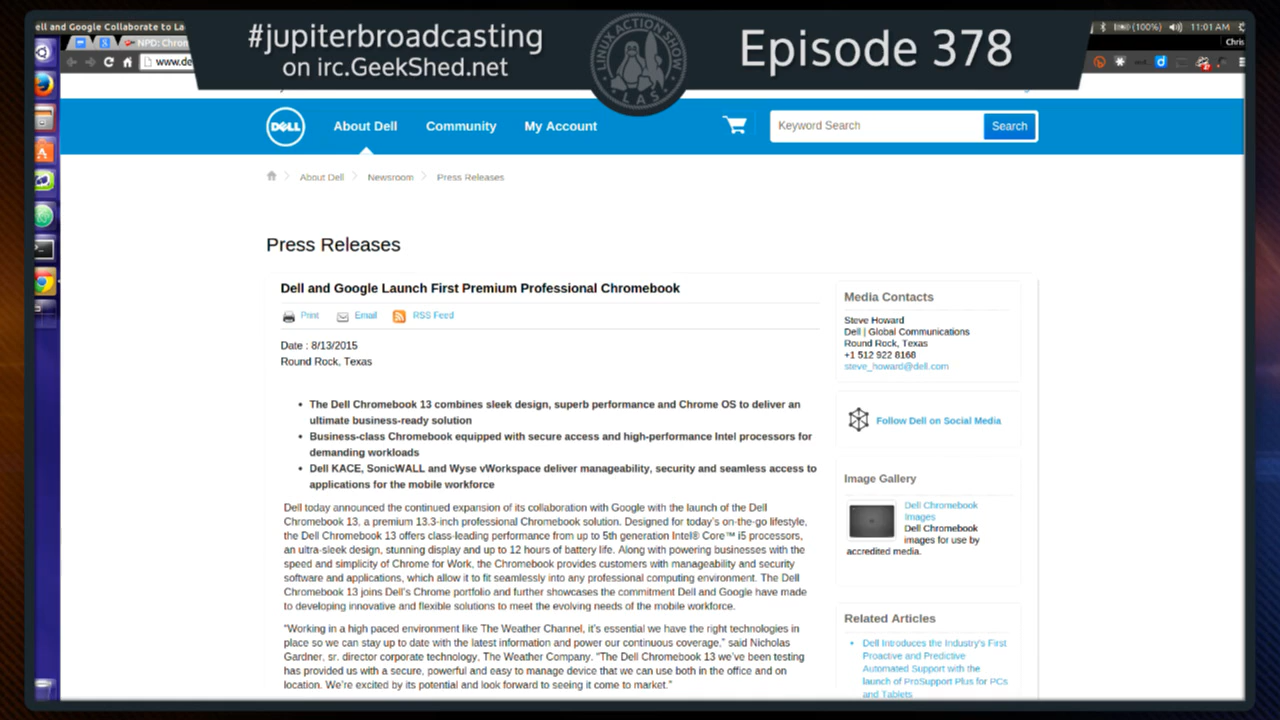 ell and Google Collaborate to La
(100%) 11:01 AM
NPD: Chron
Chris
www.de
#jupiterbroadcasting
on irc.GeekShed.net
LINUX ACTION SHOW
L A S
Episode 378
DELL
About Dell
Community
My Account
Keyword Search
Search
About Dell
Newsroom
Press Releases
Press Releases
Dell and Google Launch First Premium Professional Chromebook
Print
Email
RSS Feed
Date : 8/13/2015
Round Rock, Texas
• The Dell Chromebook 13 combines sleek design, superb performance and Chrome OS to deliver an
ultimate business-ready solution
• Business-class Chromebook equipped with secure access and high-performance Intel processors for
demanding workloads
• Dell KACE, SonicWALL and Wyse vWorkspace deliver manageability, security and seamless access to
applications for the mobile workforce
Dell today announced the continued expansion of its collaboration with Google with the launch of the Dell
Chromebook 13, a premium 13.3-inch professional Chromebook solution. Designed for today's on-the-go lifestyle,
the Dell Chromebook 13 offers class-leading performance from up to 5th generation Intel® Core™ i5 processors,
an ultra-sleek design, stunning display and up to 12 hours of battery life. Along with powering businesses with the
speed and simplicity of Chrome for Work, the Chromebook provides customers with manageability and security
software and applications, which allow it to fit seamlessly into any professional computing environment. The Dell
Chromebook 13 joins Dell's Chrome portfolio and further showcases the commitment Dell and Google have made
to developing innovative and flexible solutions to meet the evolving needs of the mobile workforce.
"Working in a high paced environment like The Weather Channel, it's essential we have the right technologies in
place so we can stay up to date with the latest information and power our continuous coverage," said Nicholas
Gardner, sr. director corporate technology, The Weather Company. "The Dell Chromebook 13 we've been testing
has provided us with a secure, powerful and easy to manage device that we can use both in the office and on
location. We're excited by its potential and look forward to seeing it come to market."
Media Contacts
Steve Howard
Dell | Global Communications
Round Rock, Texas
+1 512 922 8168
steve_howard@dell.com
Follow Dell on Social Media
Image Gallery
Dell Chromebook
Images
Dell Chromebook
images for use by
accredited media.
Related Articles
• Dell Introduces the Industry's First
Proactive and Predictive
Automated Support with the
launch of ProSupport Plus for PCs
and Tablets